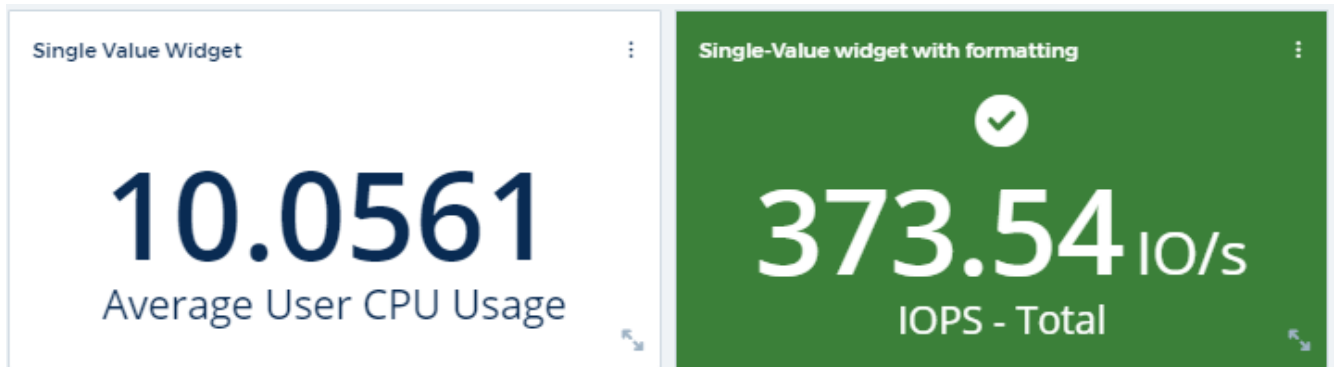 Single Value Widget
10.0561
Average User CPU Usage
Single-Value widget with formatting
373.54 IO/s
IOPS - Total